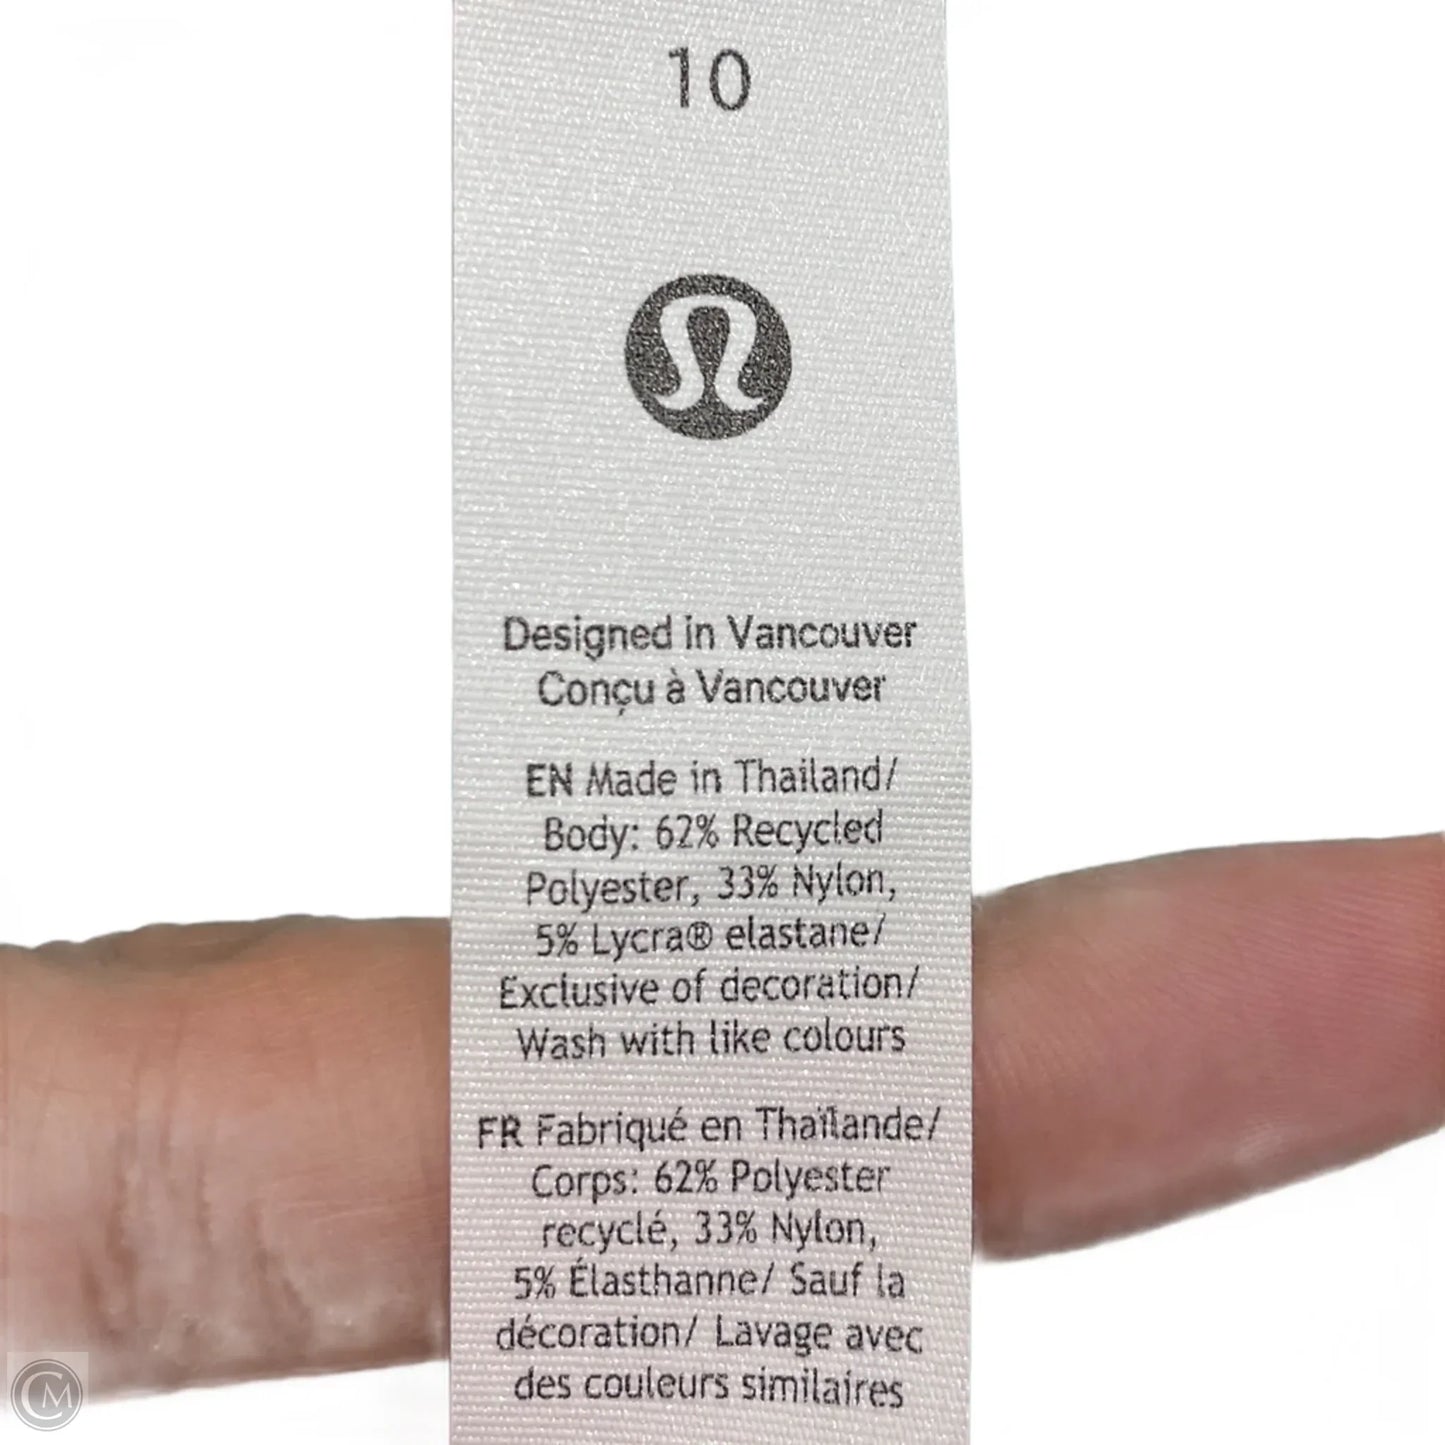 10
Designed in Vancouver
Conçu à Vancouver
EN Made in Thailand/
Body: 62% Recycled
Polyester, 33% Nylon,
5% Lycra® elastane/
Exclusive of decoration/
Wash with like colours
FR Fabriqué en Thaïlande/
Corps: 62% Polyester
recyclé, 33% Nylon,
5% Élasthanne/ Sauf la
décoration/ Lavage avec
des couleurs similaires
CM